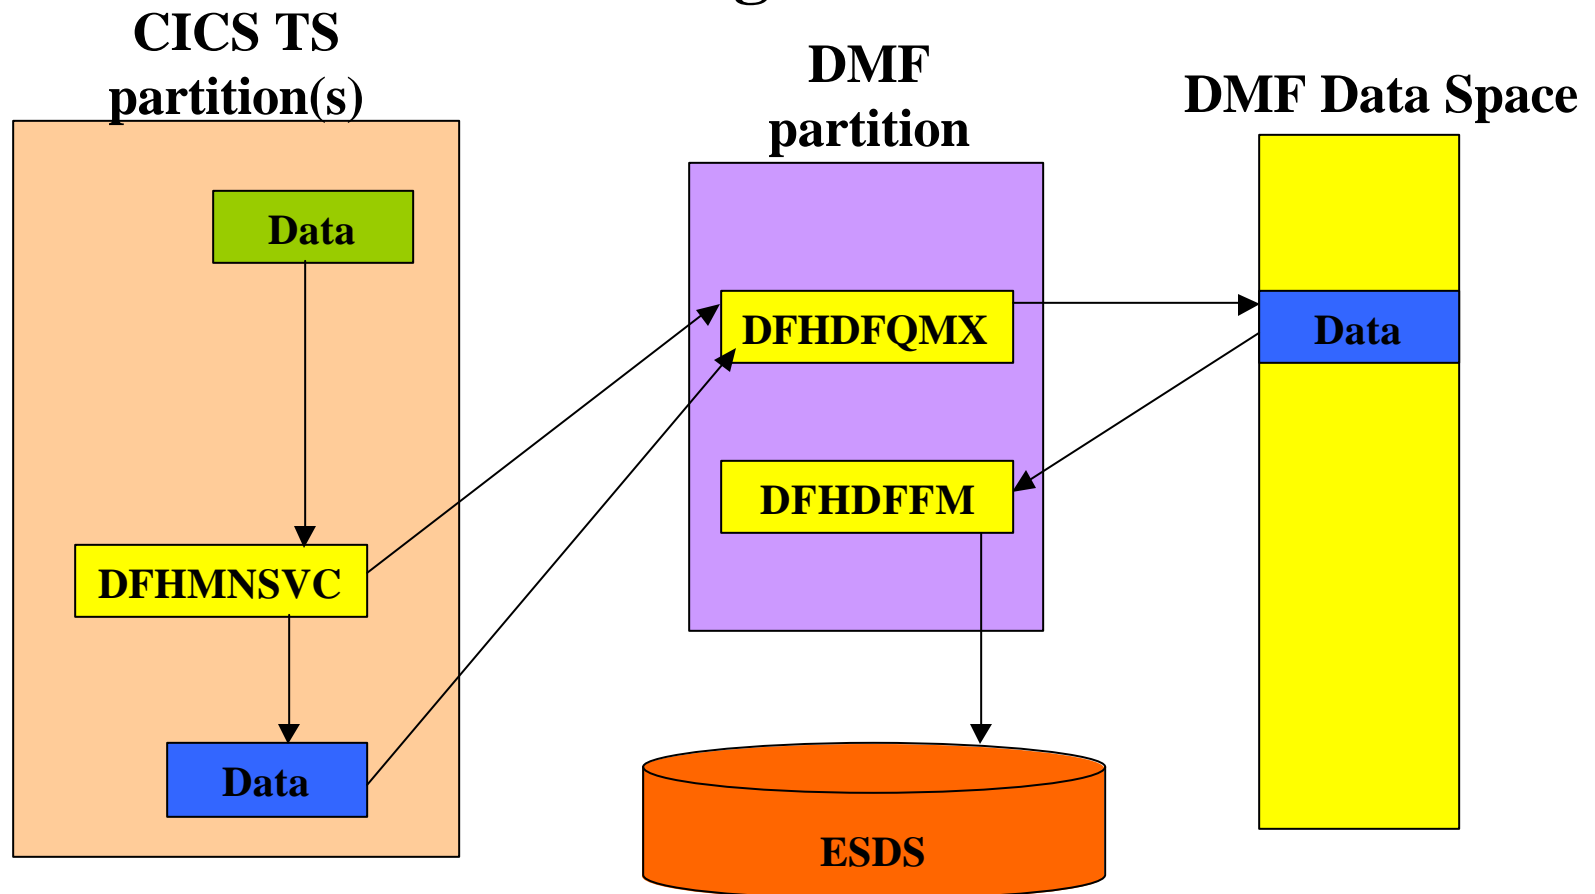 CICS TS
partition(s)
DMF
partition
DMF Data Space
Data
DFHDFQMX
Data
DFHDFFM
DFHMNSVC
Data
ESDS